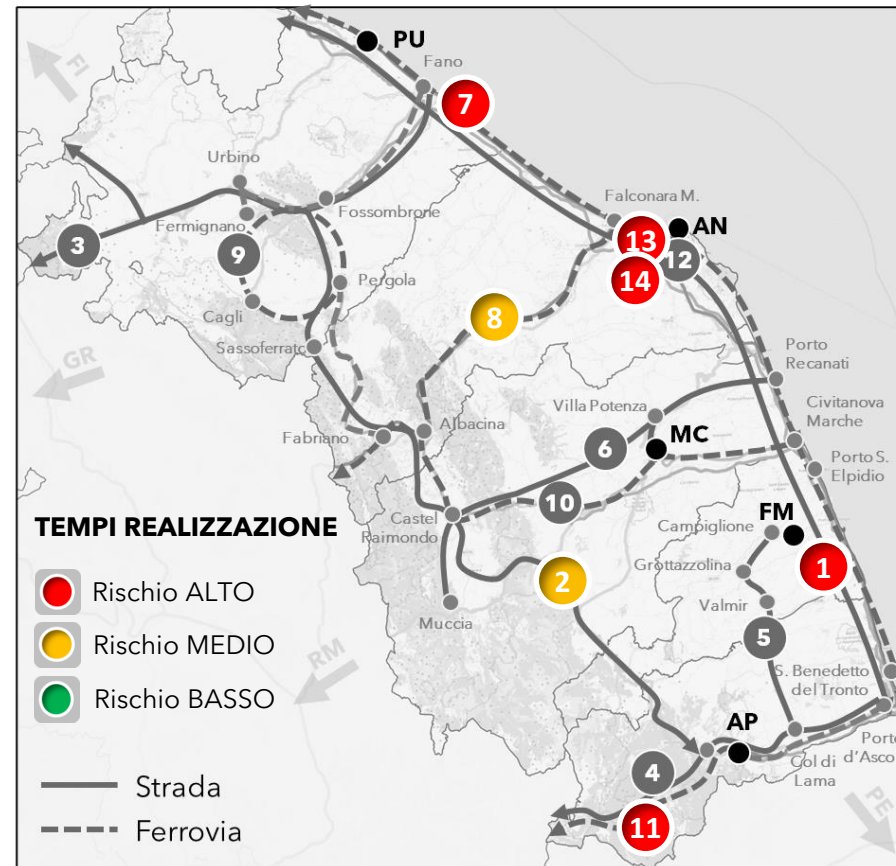 PU
FI
Fano
7
Urbino
Falconara M.
Fossombrone
AN
Fermignano
3
13
9
12
14
Pergola
8
Cagli
Sassoferrato
GR
Porto
Recanati
Villa Potenza
Civitanova
Marche
Fabriano
Albacina
MC
6
Porto S.
Elpidio
10
Castel
Raimondo
FM
Campiglione
TEMPI REALIZZAZIONE
Grottazzolina
1
Rischio ALTO
2
Valmir
Muccia
5
Rischio MEDIO
RM
S. Benedetto
del Tronto
Rischio BASSO
AP
Porto
d'Asco
Col di
Lama
4
Strada
PE
11
Ferrovia